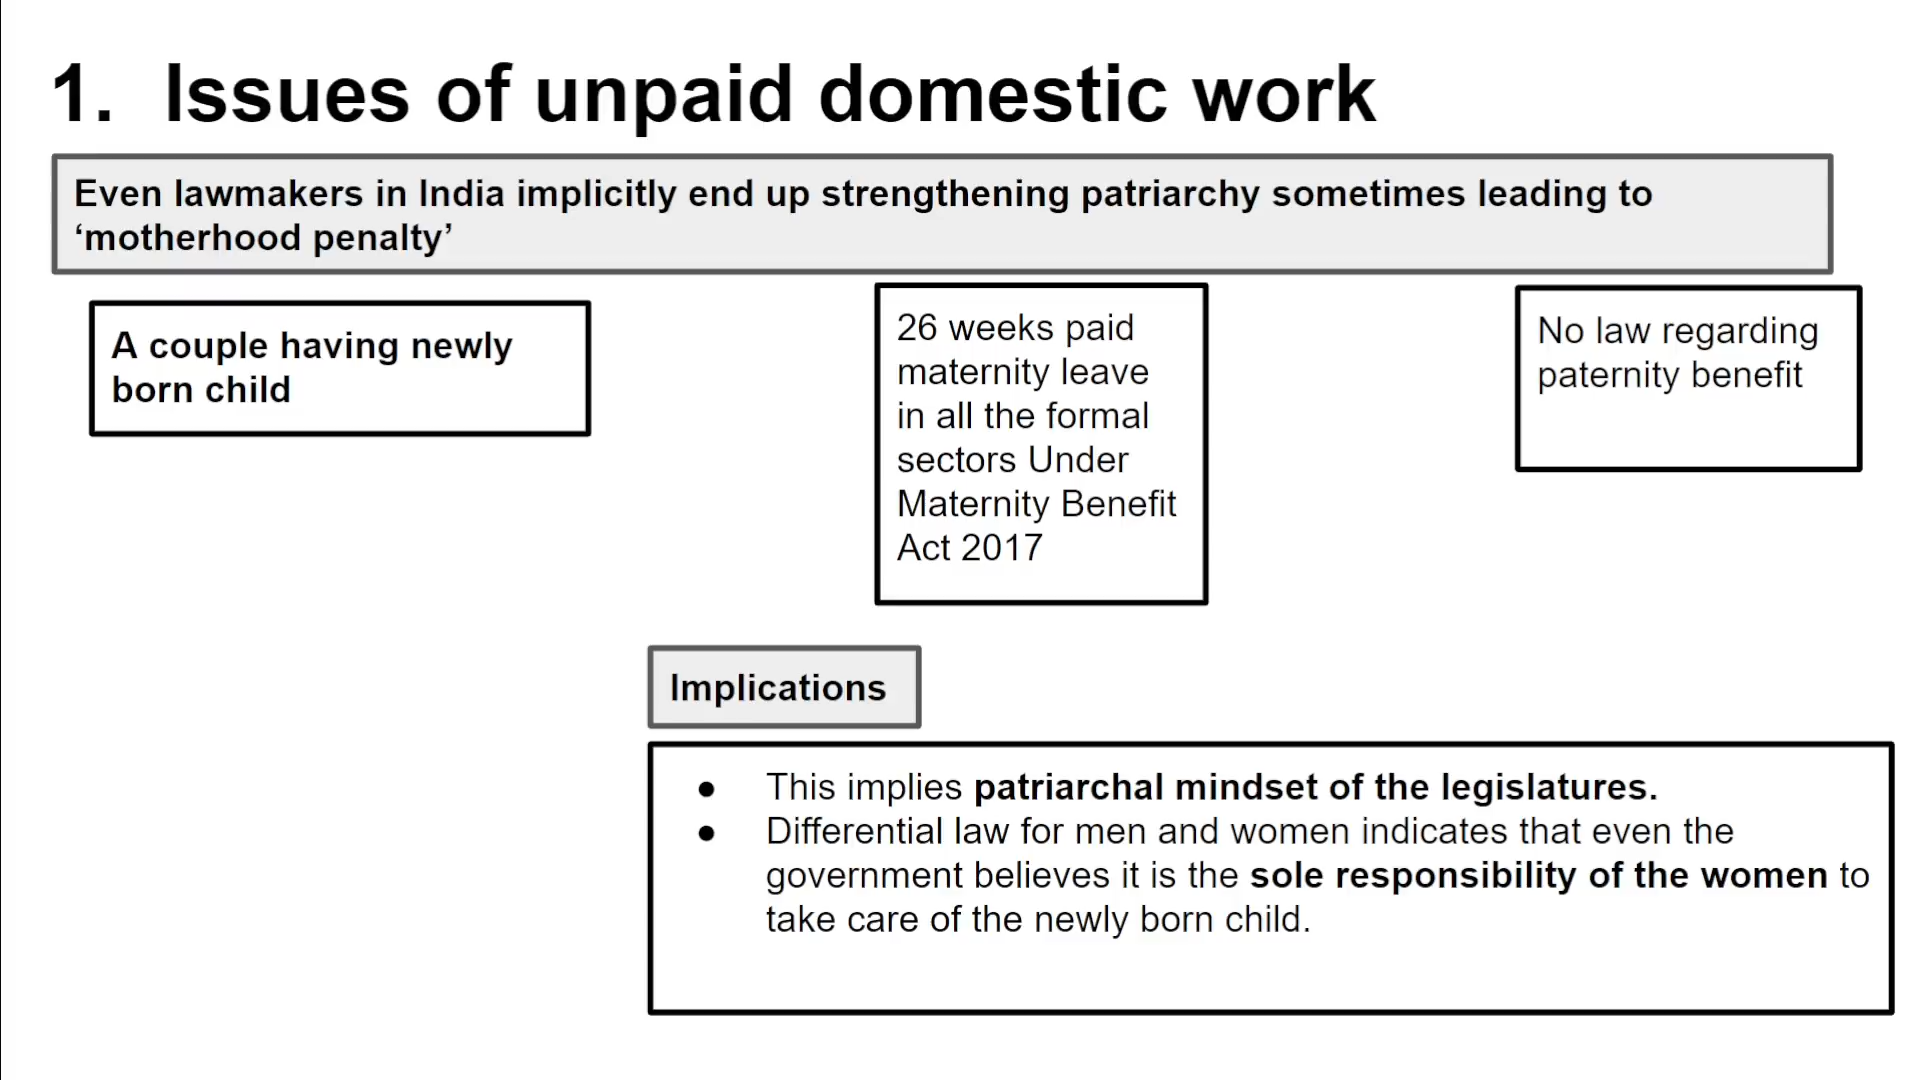 1. Issues of unpaid domestic work
Even lawmakers in India implicitly end up strengthening patriarchy sometimes leading to
‘motherhood penalty’
A couple having newly
born child
26 weeks paid
maternity leave
in all the formal
sectors Under
Maternity Benefit
Act 2017
No law regarding
paternity benefit
Implications
● This implies patriarchal mindset of the legislatures.
● Differential law for men and women indicates that even the
government believes it is the sole responsibility of the women to
take care of the newly born child.